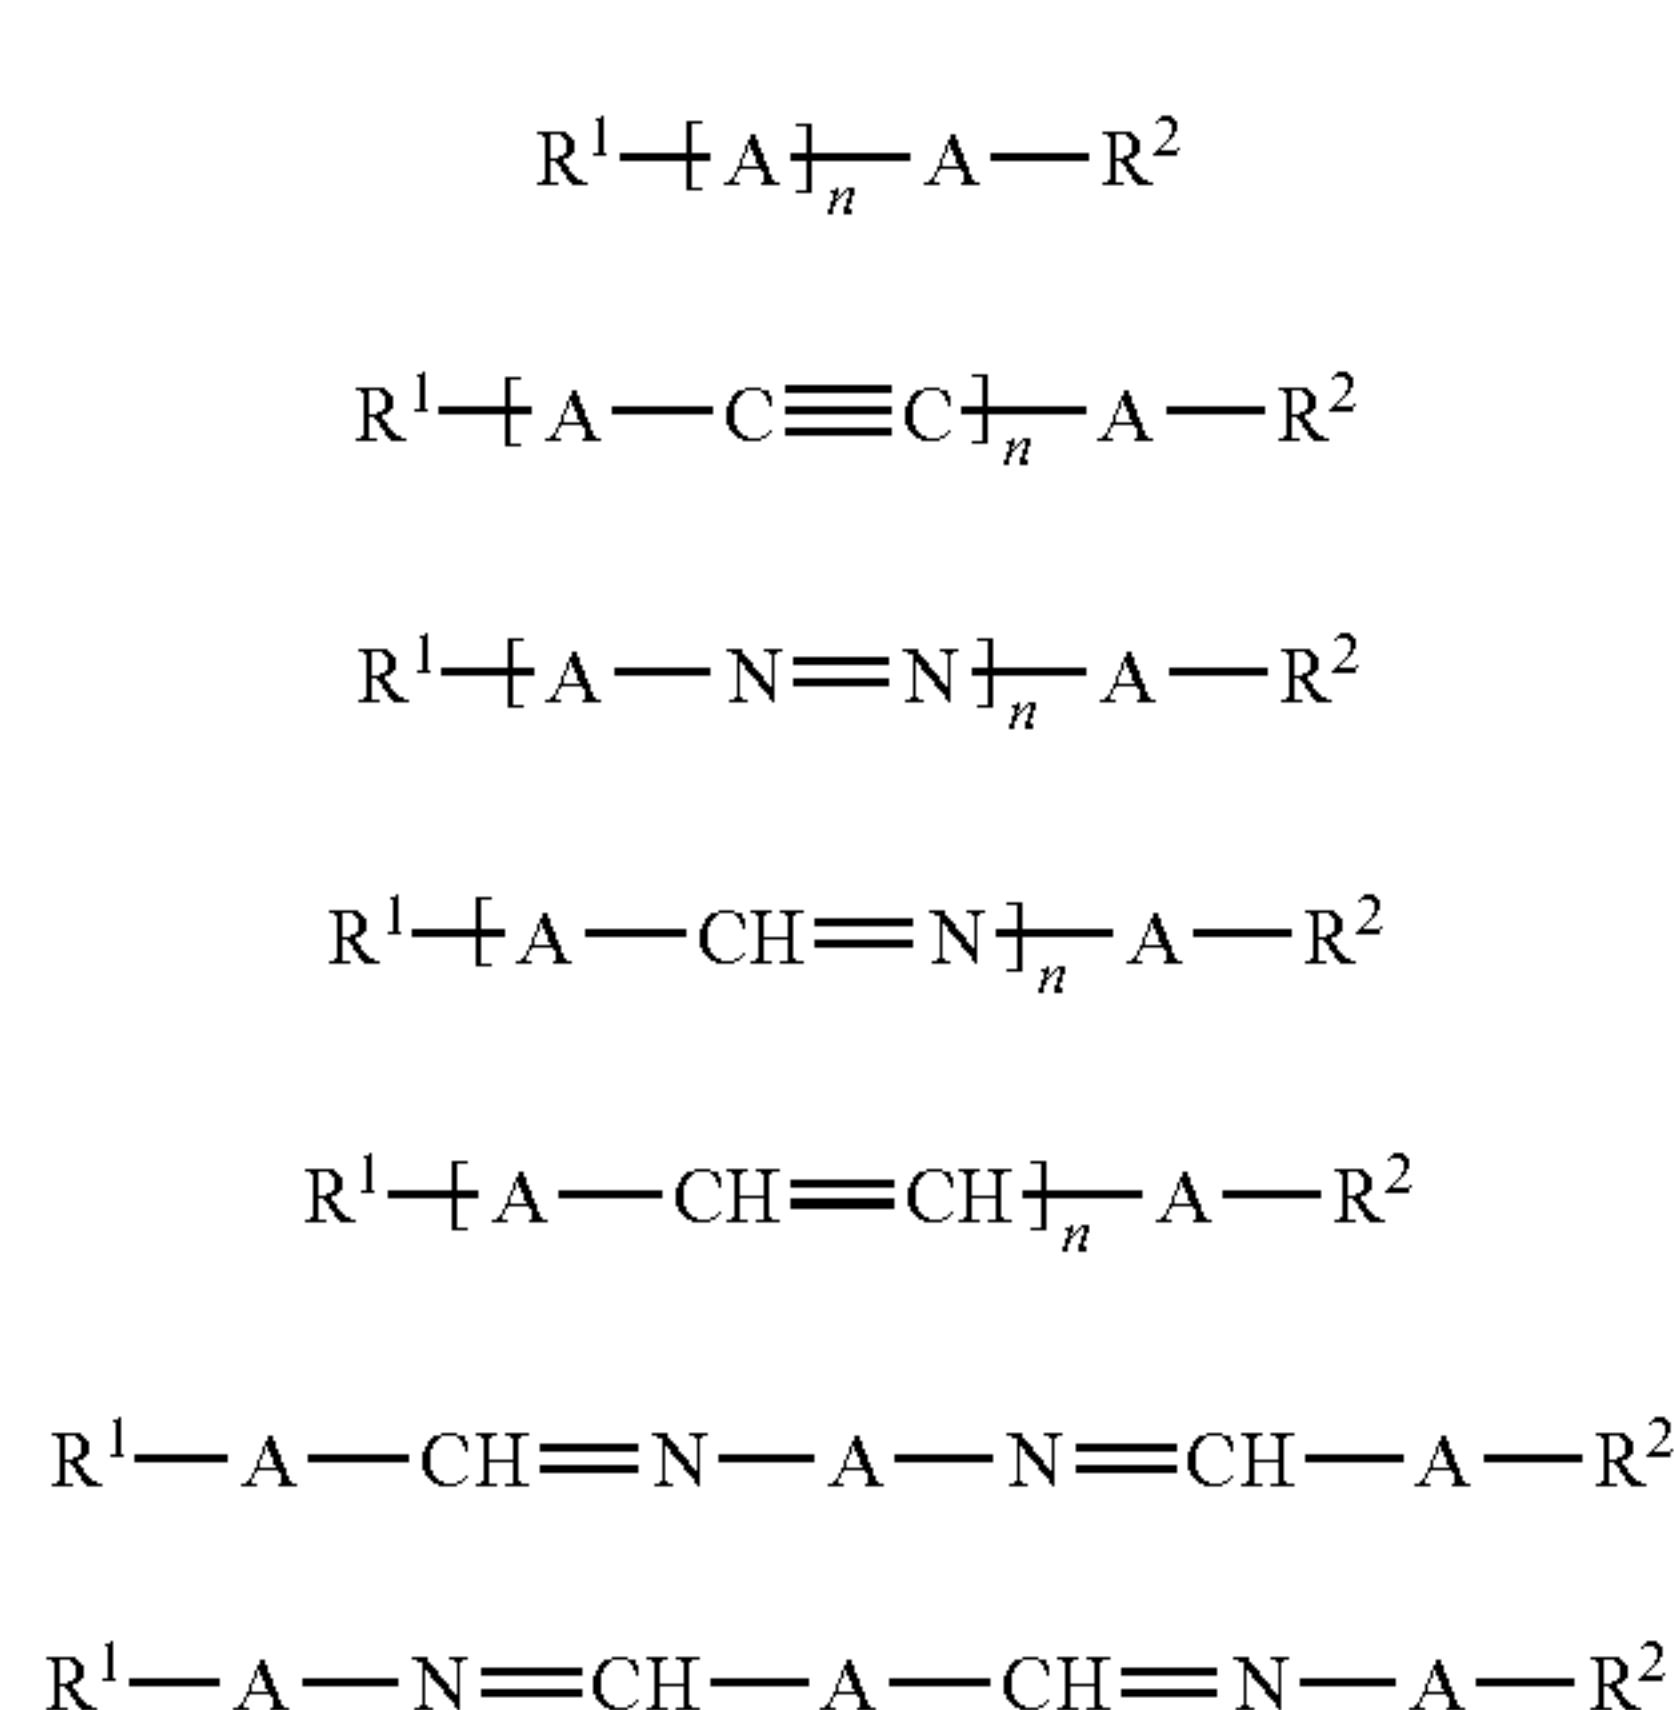 R¹—[A]ₙ—A—R²
R¹—[A—C≡C]ₙ—A—R²
R¹—[A—N=N]ₙ—A—R²
R¹—[A—CH=N]ₙ—A—R²
R¹—[A—CH=CH]ₙ—A—R²
R¹—A—CH=N—A—N=CH—A—R²
R¹—A—N=CH—A—CH=N—A—R²